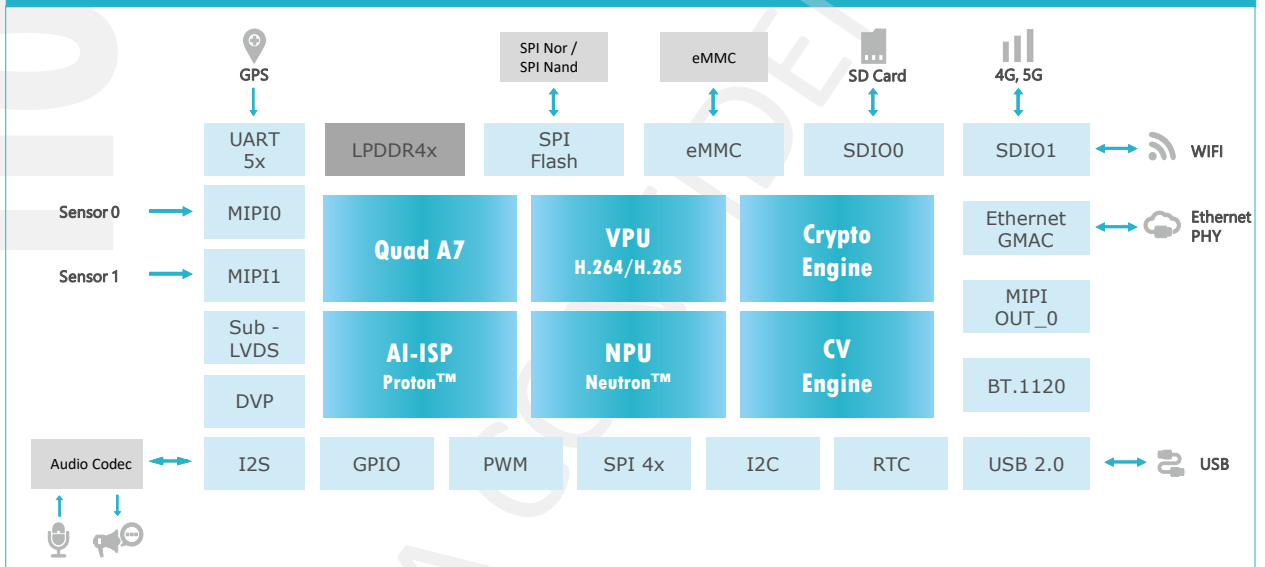 GPS
SPI Nor /
SPI Nand
eMMC
SD Card
4G, 5G
UART
5x
LPDDR4x
SPI
Flash
eMMC
SDIO0
SDIO1
WIFI
Sensor 0
MIPI0
Quad A7
VPU
H.264/H.265
Crypto
Engine
Ethernet
GMAC
Ethernet
PHY
Sensor 1
MIPI1
MIPI
OUT_0
Sub -
LVDS
AI-ISP
Proton™
NPU
Neutron™
CV
Engine
DVP
BT.1120
Audio Codec
I2S
GPIO
PWM
SPI 4x
I2C
RTC
USB 2.0
USB